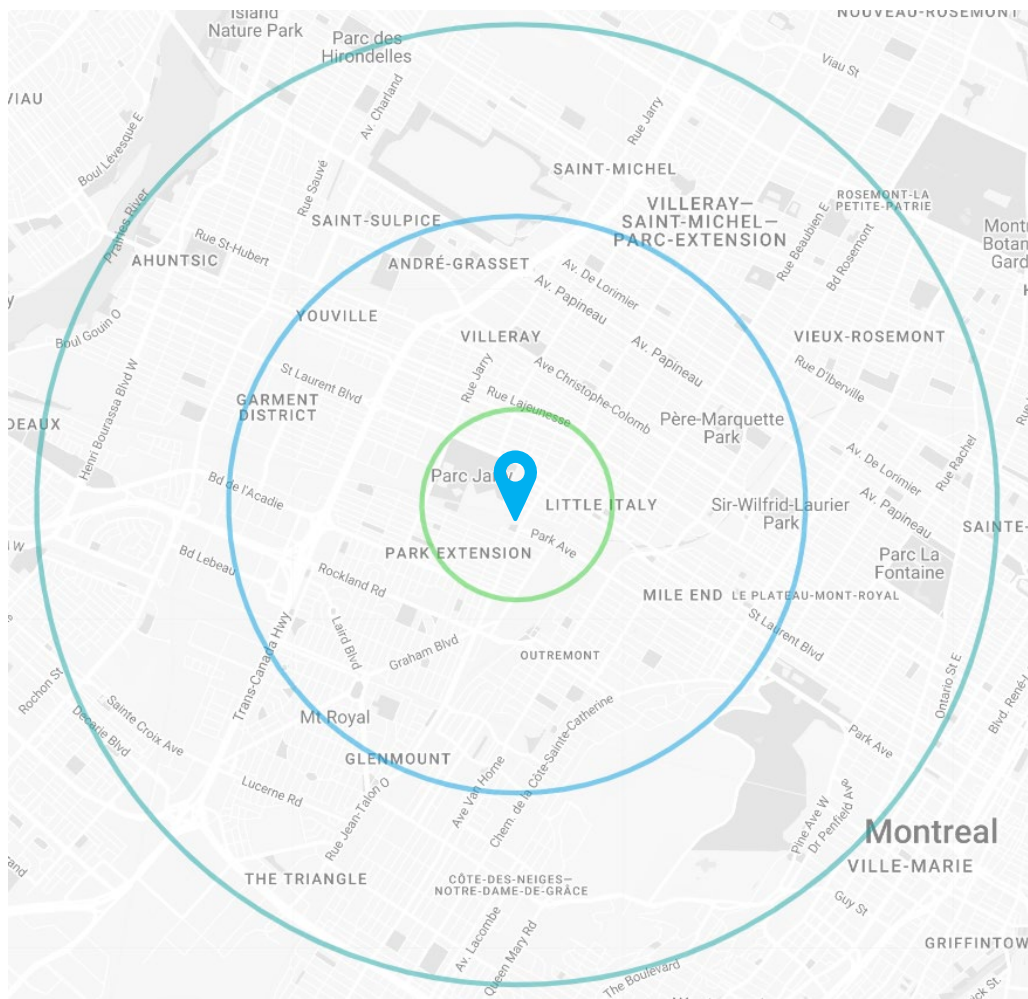 Island
Nature Park
Parc des
Hirondelles
NOUVEAU-ROSEMONT
Viau St
VIAU
Av. Charland
Rue Jarry
Boul Lévesque E
Rue Sauvé
SAINT-MICHEL
Prairies River
ROSEMONT-LA
PETITE-PATRIE
VILLERAY—
SAINT-MICHEL—
PARC-EXTENSION
SAINT-SULPICE
Rue St-Hubert
Rue Beaubien E
Bd Rosemont
AHUNTSIC
ANDRÉ-GRASSET
Av. De Lorimier
Av. Papineau
Boul Gouin O
YOUVILLE
VILLERAY
Av. Papineau
VIEUX-ROSEMONT
St Laurent Blvd
Rue Jarry
Ave Christophe-Colomb
Rue D'Iberville
Rue Lajeunesse
GARMENT
DISTRICT
Père-Marquette
Park
DEAUX
Henri Bourassa Blvd W
Av. De Lorimier
Rue Rachel
Bd de l'Acadie
Parc Jarry
LITTLE ITALY
Sir-Wilfrid-Laurier
Park
Av. Papineau
SAINTE-
Park Ave
Bd Lebeau
PARK EXTENSION
Parc La
Fontaine
Rockland Rd
MILE END
LE PLATEAU-MONT-ROYAL
Laird Blvd
Graham Blvd
St Laurent Blvd
OUTREMONT
Trans-Canada Hwy
Rochon St
Ontario St E
Mt Royal
Sainte Croix Ave
Décarie Blvd
Chem. de la Côte-Sainte-Catherine
Park Ave
GLENMOUNT
Ave Van Horne
Lucerne Rd
Rue Jean-Talon O
Pine Ave W
Dr Penfield Ave
Montreal
VILLE-MARIE
THE TRIANGLE
CÔTE-DES-NEIGES—
NOTRE-DAME-DE-GRÂCE
Guy St
Av. Lacombe
Queen Mary Rd
GRIFFINTOW
The Boulevard